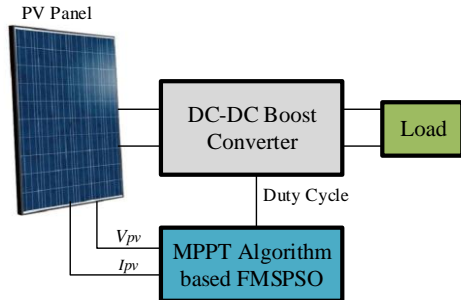 PV Panel
DC-DC Boost
Converter
Load
Duty Cycle
Vpv
Ipv
MPPT Algorithm
based FMSPSO